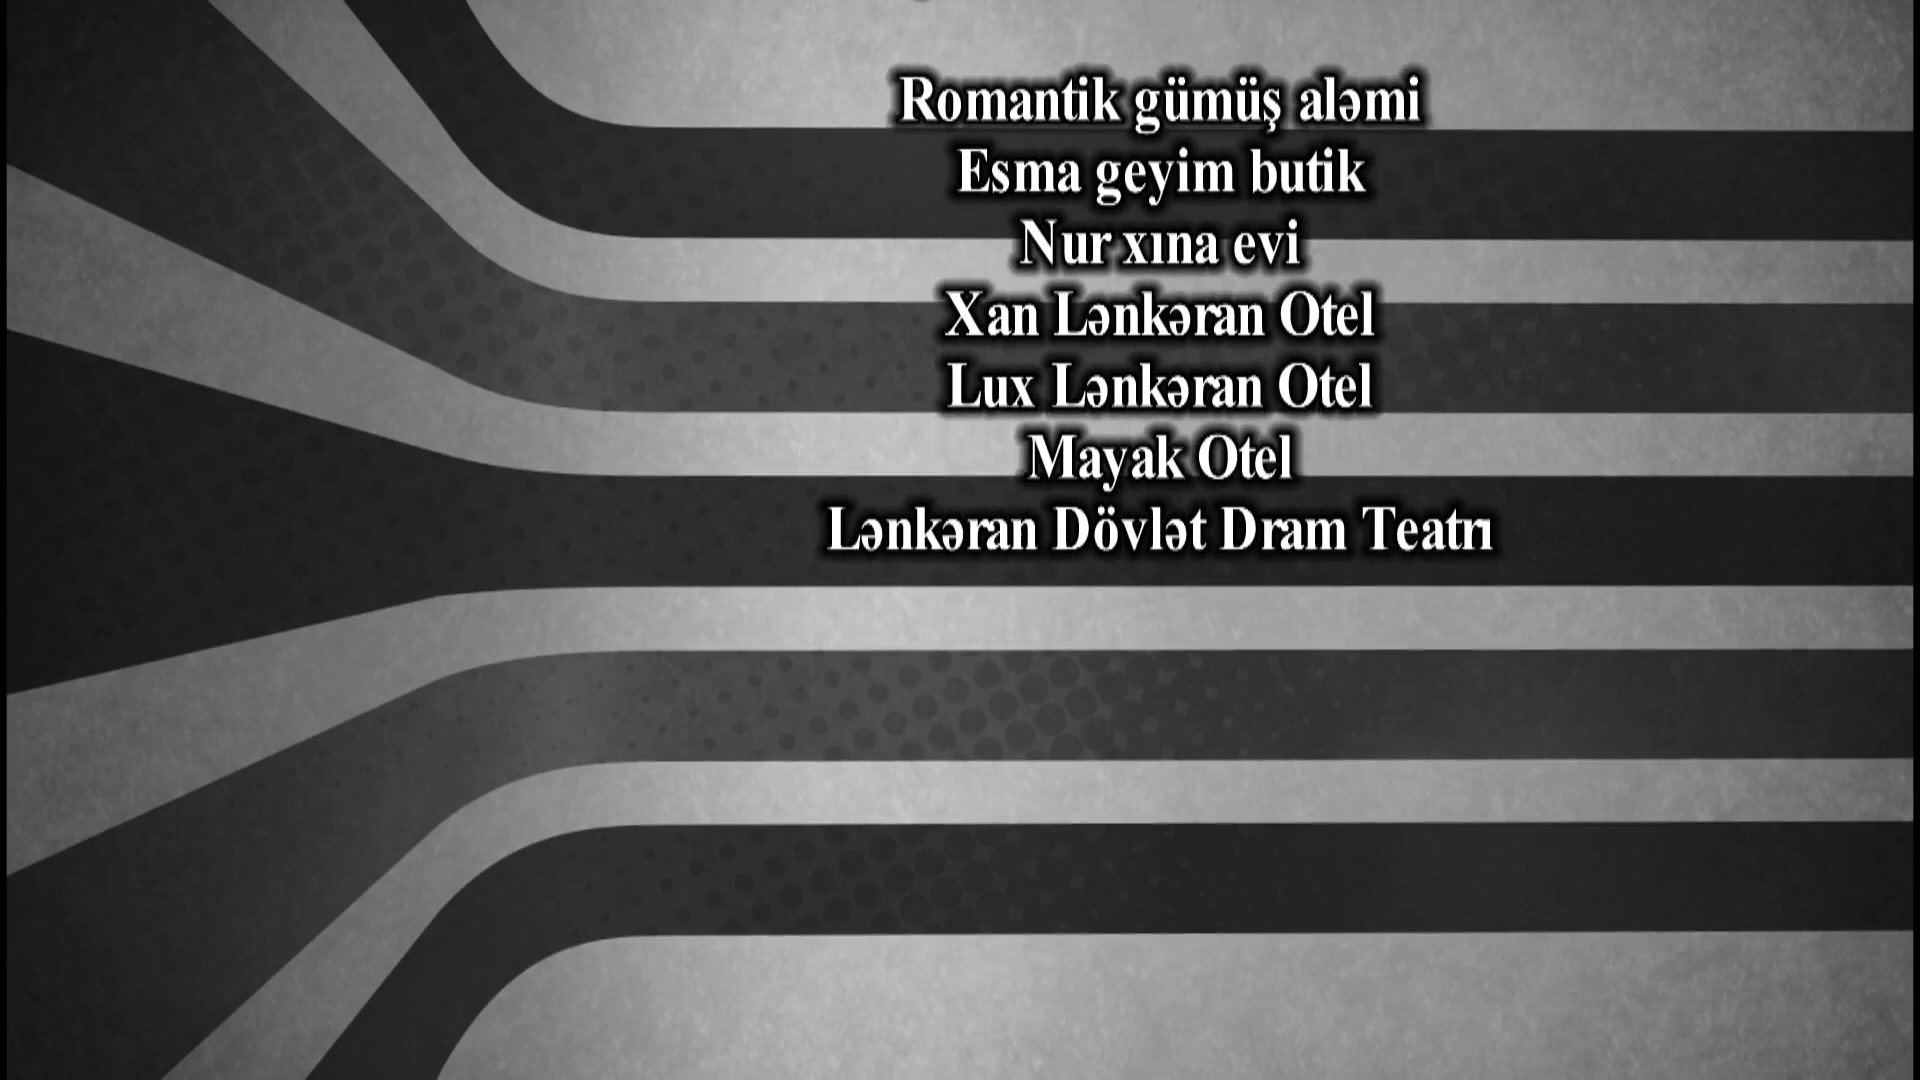 Romantik gümüş aləmi
Esma geyim butik
Nur xına evi
Xan Lənkəran Otel
Lux Lənkəran Otel
Mayak Otel
Lənkəran Dövlət Dram Teatrı